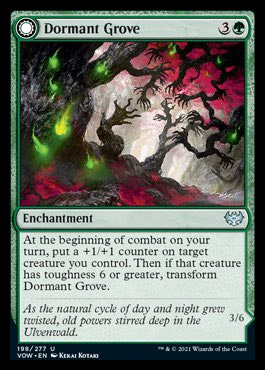 Dormant Grove 3
Enchantment
At the beginning of combat on your
turn, put a +1/+1 counter on target
creature you control. Then if that creature
has toughness 6 or greater, transform
Dormant Grove.
As the natural cycle of day and night grew
twisted, old powers stirred deep in the
Ulvenwald.
3/6
198/277 U
VOW • EN KEKAI KOTAKI
™ & © 2021 Wizards of the Coast